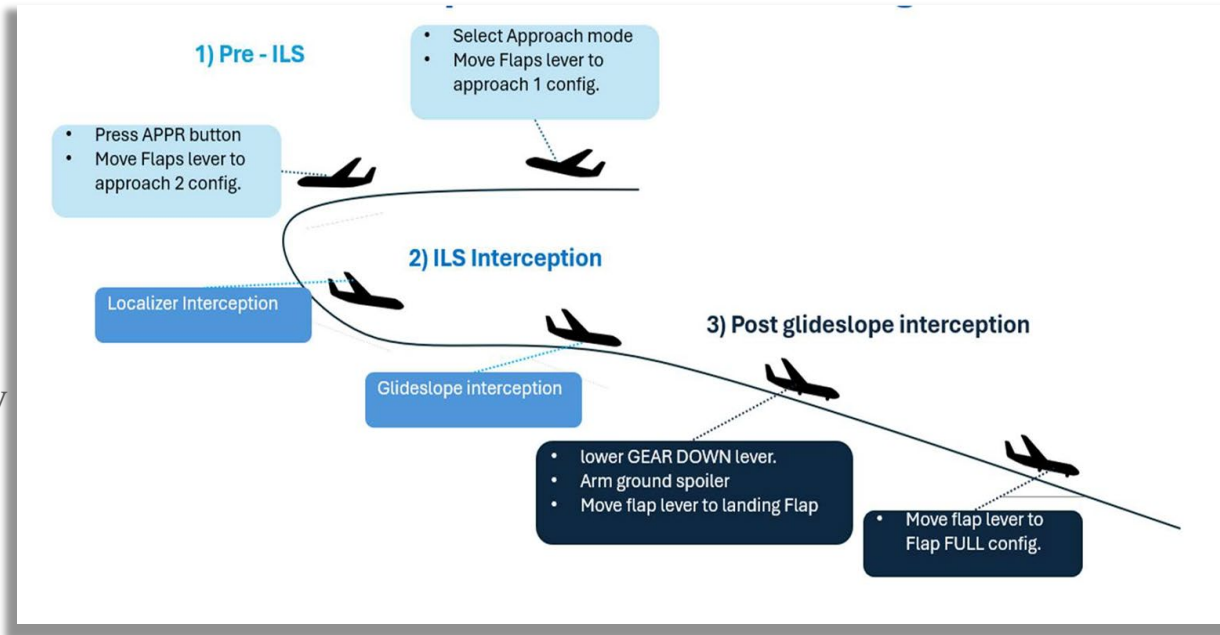 1) Pre - ILS
• Select Approach mode
• Move Flaps lever to
approach 1 config.
• Press APPR button
• Move Flaps lever to
approach 2 config.
2) ILS Interception
Localizer Interception
3) Post glideslope interception
Glideslope interception
• lower GEAR DOWN lever.
• Arm ground spoiler
• Move flap lever to landing Flap
• Move flap lever to
Flap FULL config.